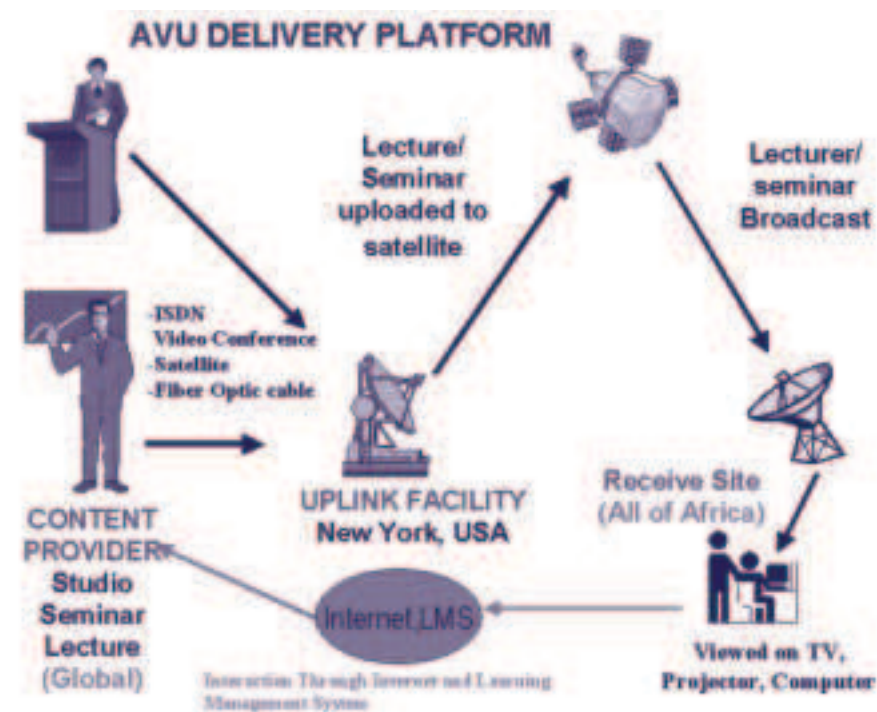 AVU DELIVERY PLATFORM
Lecture/
Seminar
uploaded to
satellite
Lecturer/
seminar
Broadcast
-ISDN
Video Conference
-Satellite
-Fiber Optic cable
UPLINK FACILITY
New York, USA
Receive Site
(All of Africa)
CONTENT
PROVIDER
Studio
Seminar
Lecture
(Global)
Internet,LMS
Viewed on TV,
Projector, Computer
Interaction Through Internet and Learning
Management System